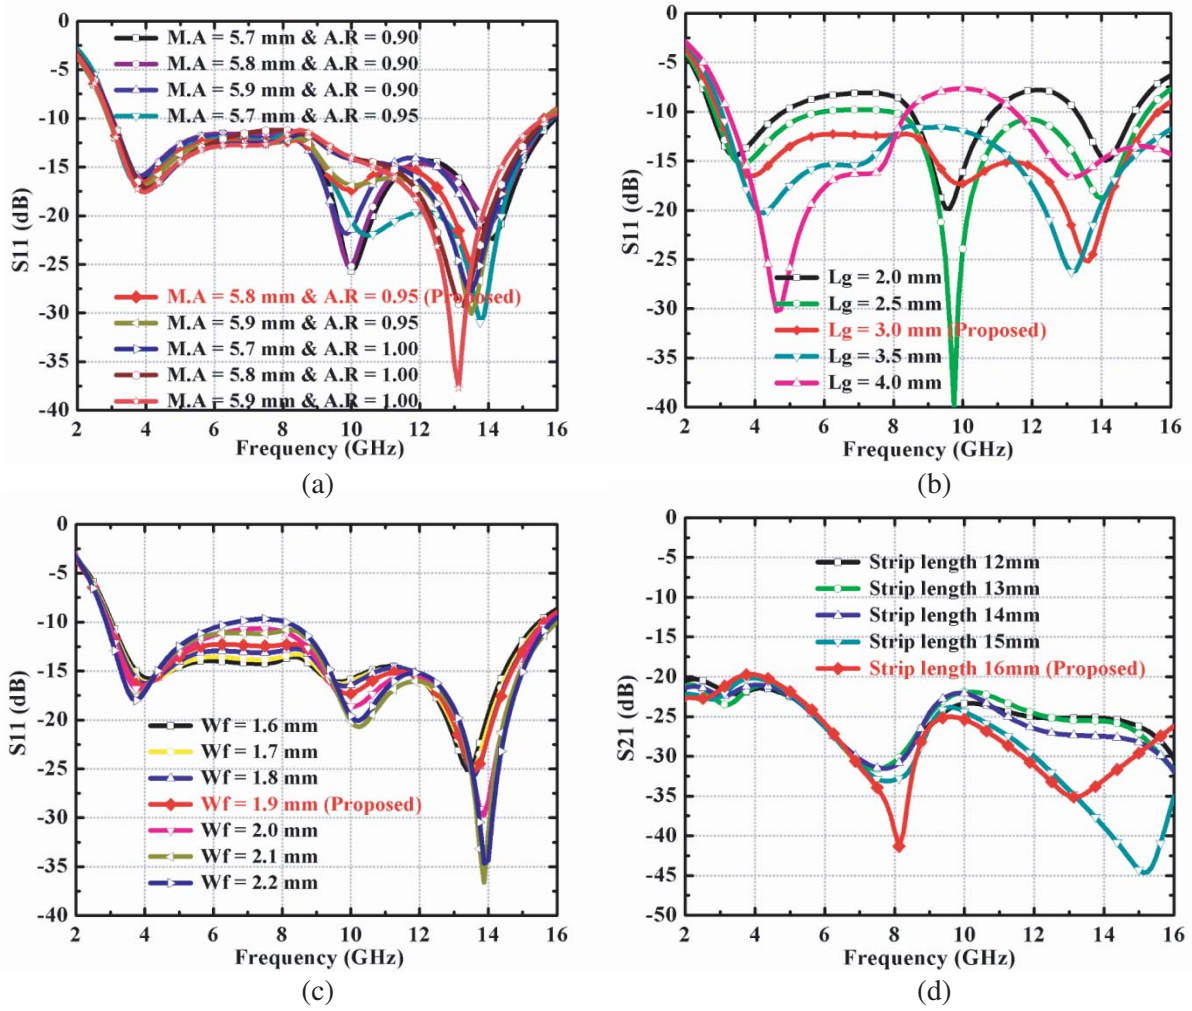 0
-5
-10
-15
-20
-25
-30
-35
-40
S11 (dB)
M.A = 5.7 mm & A.R = 0.90
M.A = 5.8 mm & A.R = 0.90
M.A = 5.9 mm & A.R = 0.90
M.A = 5.7 mm & A.R = 0.95
M.A = 5.8 mm & A.R = 0.95 (Proposed)
M.A = 5.9 mm & A.R = 0.95
M.A = 5.7 mm & A.R = 1.00
M.A = 5.8 mm & A.R = 1.00
M.A = 5.9 mm & A.R = 1.00
2 4 6 8 10 12 14 16
Frequency (GHz)
(a)
0
-5
-10
-15
-20
-25
-30
-35
-40
S11 (dB)
Lg = 2.0 mm
Lg = 2.5 mm
Lg = 3.0 mm (Proposed)
Lg = 3.5 mm
Lg = 4.0 mm
2 4 6 8 10 12 14 16
Frequency (GHz)
(b)
0
-5
-10
-15
-20
-25
-30
-35
-40
S11 (dB)
Wf = 1.6 mm
Wf = 1.7 mm
Wf = 1.8 mm
Wf = 1.9 mm (Proposed)
Wf = 2.0 mm
Wf = 2.1 mm
Wf = 2.2 mm
2 4 6 8 10 12 14 16
Frequency (GHz)
(c)
0
-5
-10
-15
-20
-25
-30
-35
-40
-45
-50
S21 (dB)
Strip length 12mm
Strip length 13mm
Strip length 14mm
Strip length 15mm
Strip length 16mm (Proposed)
2 4 6 8 10 12 14 16
Frequency (GHz)
(d)